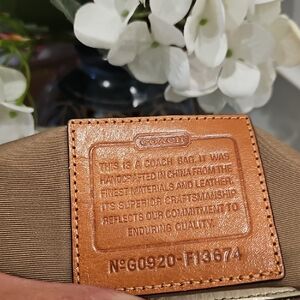 COACH
THIS IS A COACH BAG. IT WAS
HANDCRAFTED IN CHINA FROM THE
FINEST MATERIALS AND LEATHER.
ITS SUPERIOR CRAFTSMANSHIP
REFLECTS OUR COMMITMENT TO
ENDURING QUALITY.
Nº G0920-F13674